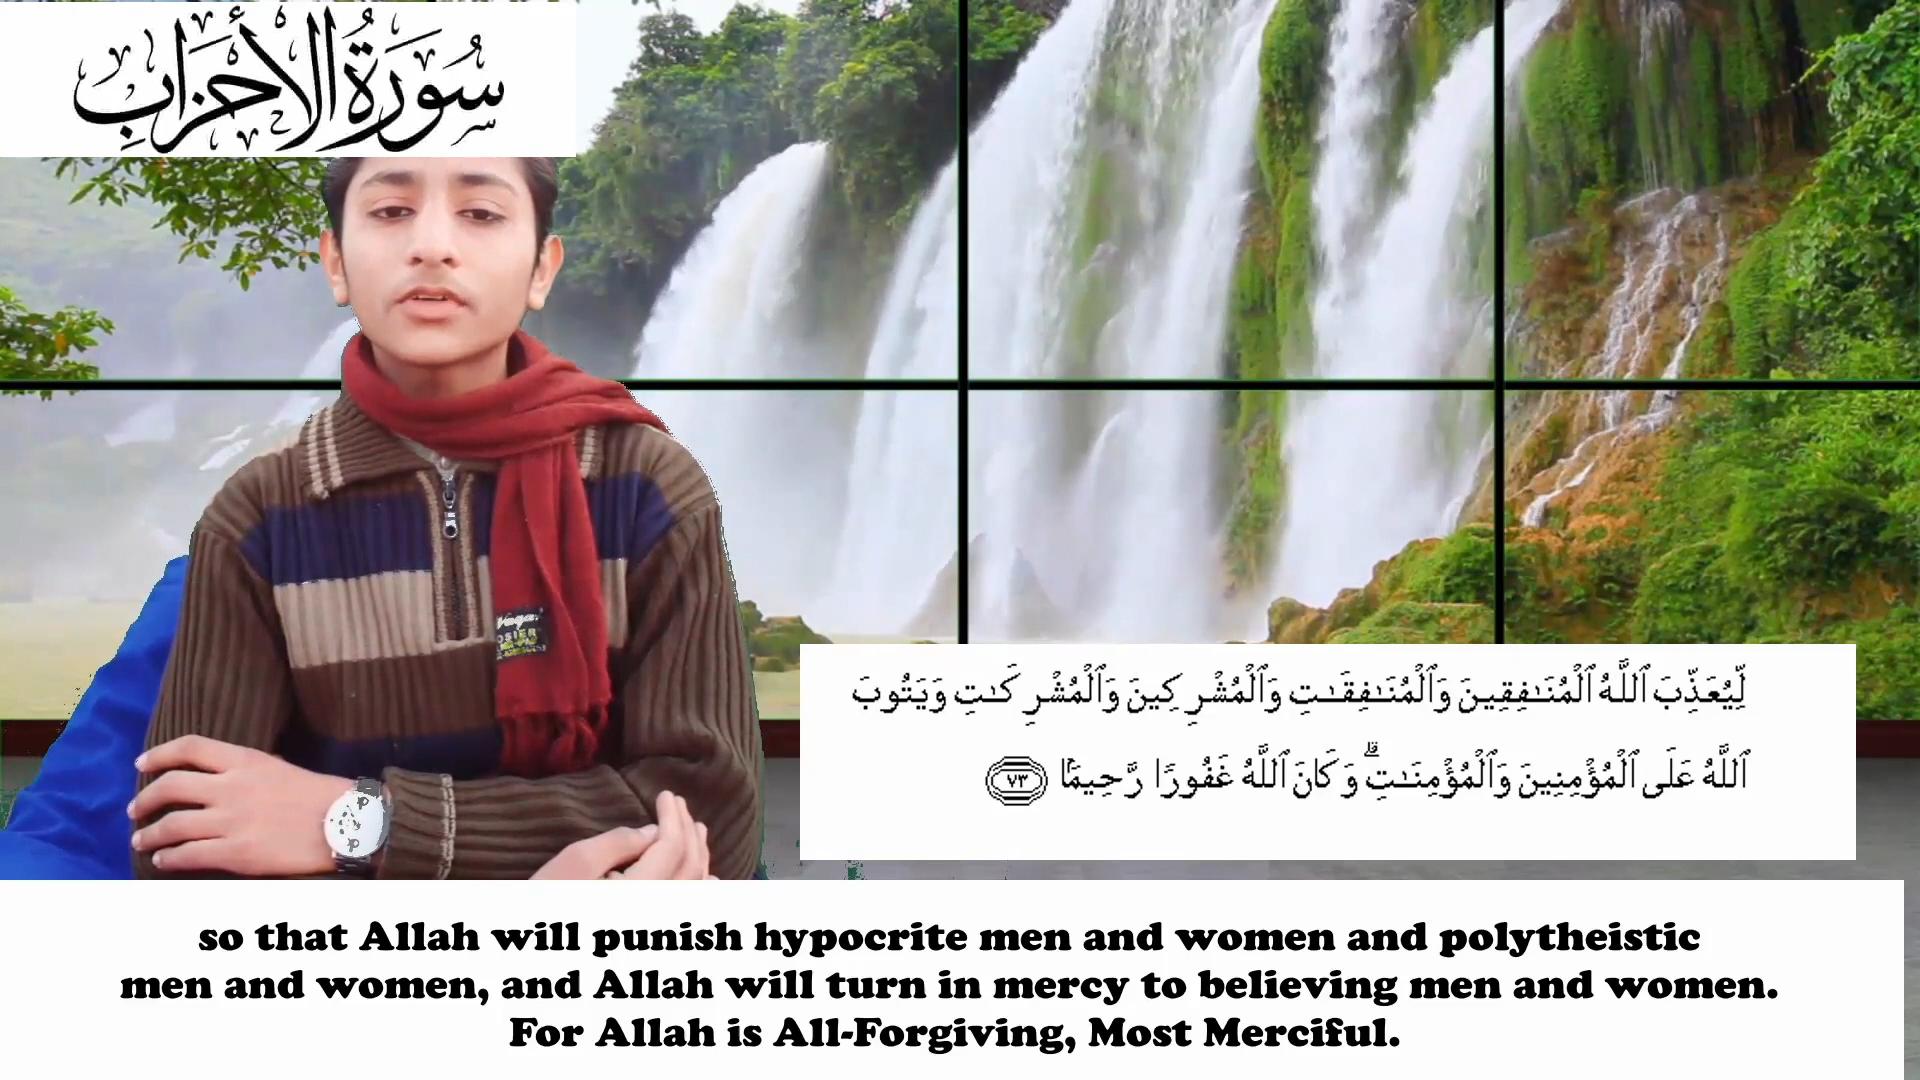 سُورَةُ الأَحْزَابِ
لِّيُعَذِّبَ ٱللَّهُ ٱلْمُنَـٰفِقِينَ وَٱلْمُنَـٰفِقَـٰتِ وَٱلْمُشْرِكِينَ وَٱلْمُشْرِكَـٰتِ وَيَتُوبَ
ٱللَّهُ عَلَى ٱلْمُؤْمِنِينَ وَٱلْمُؤْمِنَـٰتِ ۗ وَكَانَ ٱللَّهُ غَفُورًا رَّحِيمًۢا ٧٣
so that Allah will punish hypocrite men and women and polytheistic
men and women, and Allah will turn in mercy to believing men and women.
For Allah is All-Forgiving, Most Merciful.